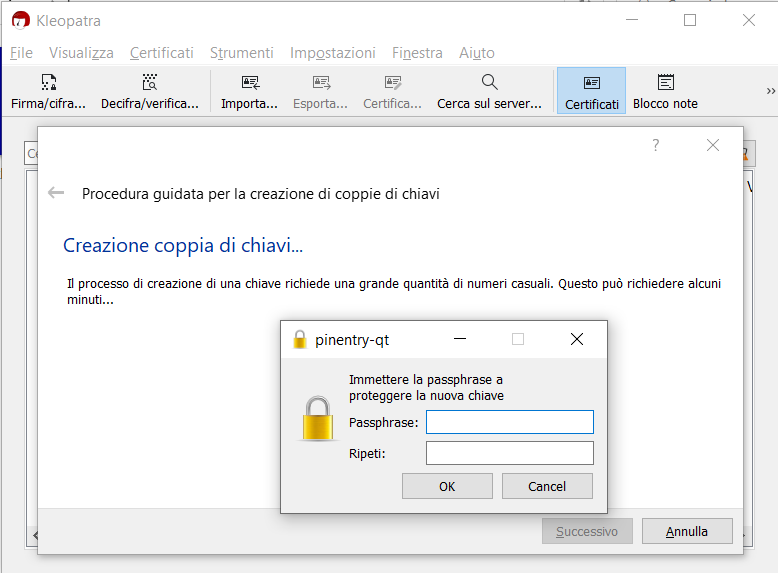 Kleopatra
File Visualizza Certificati Strumenti Impostazioni Finestra Aiuto
Firma/cifra... Decifra/verifica... Importa... Esporta... Certifica... Cerca sul server... Certificati Blocco note
?
Procedura guidata per la creazione di coppie di chiavi
Creazione coppia di chiavi...
Il processo di creazione di una chiave richiede una grande quantità di numeri casuali. Questo può richiedere alcuni
minuti...
pinentry-qt
Immettere la passphrase a
proteggere la nuova chiave
Passphrase:
Ripeti:
OK Cancel
Successivo Annulla